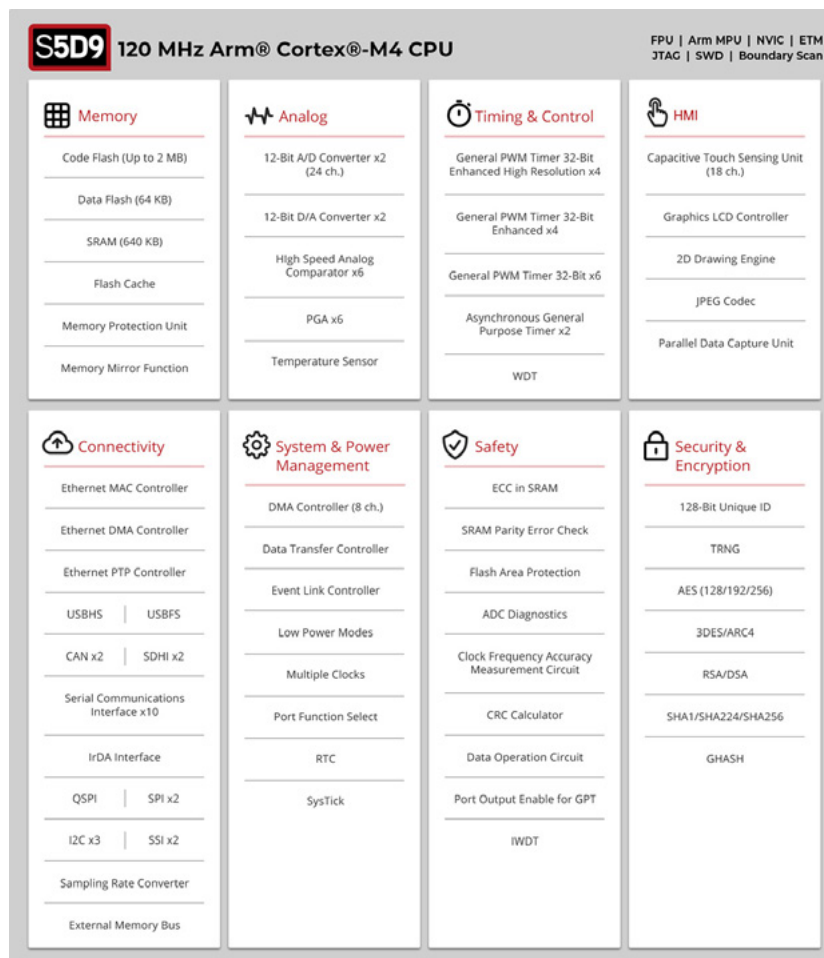 S5D9 120 MHz Arm® Cortex®-M4 CPU
FPU | Arm MPU | NVIC | ETM
JTAG | SWD | Boundary Scan
Memory
Code Flash (Up to 2 MB)
Data Flash (64 KB)
SRAM (640 KB)
Flash Cache
Memory Protection Unit
Memory Mirror Function
Analog
12-Bit A/D Converter x2
(24 ch.)
12-Bit D/A Converter x2
HIgh Speed Analog
Comparator x6
PGA x6
Temperature Sensor
Timing & Control
General PWM Timer 32-Bit
Enhanced High Resolution x4
General PWM Timer 32-Bit
Enhanced x4
General PWM Timer 32-Bit x6
Asynchronous General
Purpose Timer x2
WDT
HMI
Capacitive Touch Sensing Unit
(18 ch.)
Graphics LCD Controller
2D Drawing Engine
JPEG Codec
Parallel Data Capture Unit
Connectivity
Ethernet MAC Controller
Ethernet DMA Controller
Ethernet PTP Controller
USBHS | USBFS
CAN x2 | SDHI x2
Serial Communications
Interface x10
IrDA Interface
QSPI | SPI x2
I2C x3 | SSI x2
Sampling Rate Converter
External Memory Bus
System & Power
Management
DMA Controller (8 ch.)
Data Transfer Controller
Event Link Controller
Low Power Modes
Multiple Clocks
Port Function Select
RTC
SysTick
Safety
ECC in SRAM
SRAM Parity Error Check
Flash Area Protection
ADC Diagnostics
Clock Frequency Accuracy
Measurement Circuit
CRC Calculator
Data Operation Circuit
Port Output Enable for GPT
IWDT
Security &
Encryption
128-Bit Unique ID
TRNG
AES (128/192/256)
3DES/ARC4
RSA/DSA
SHA1/SHA224/SHA256
GHASH